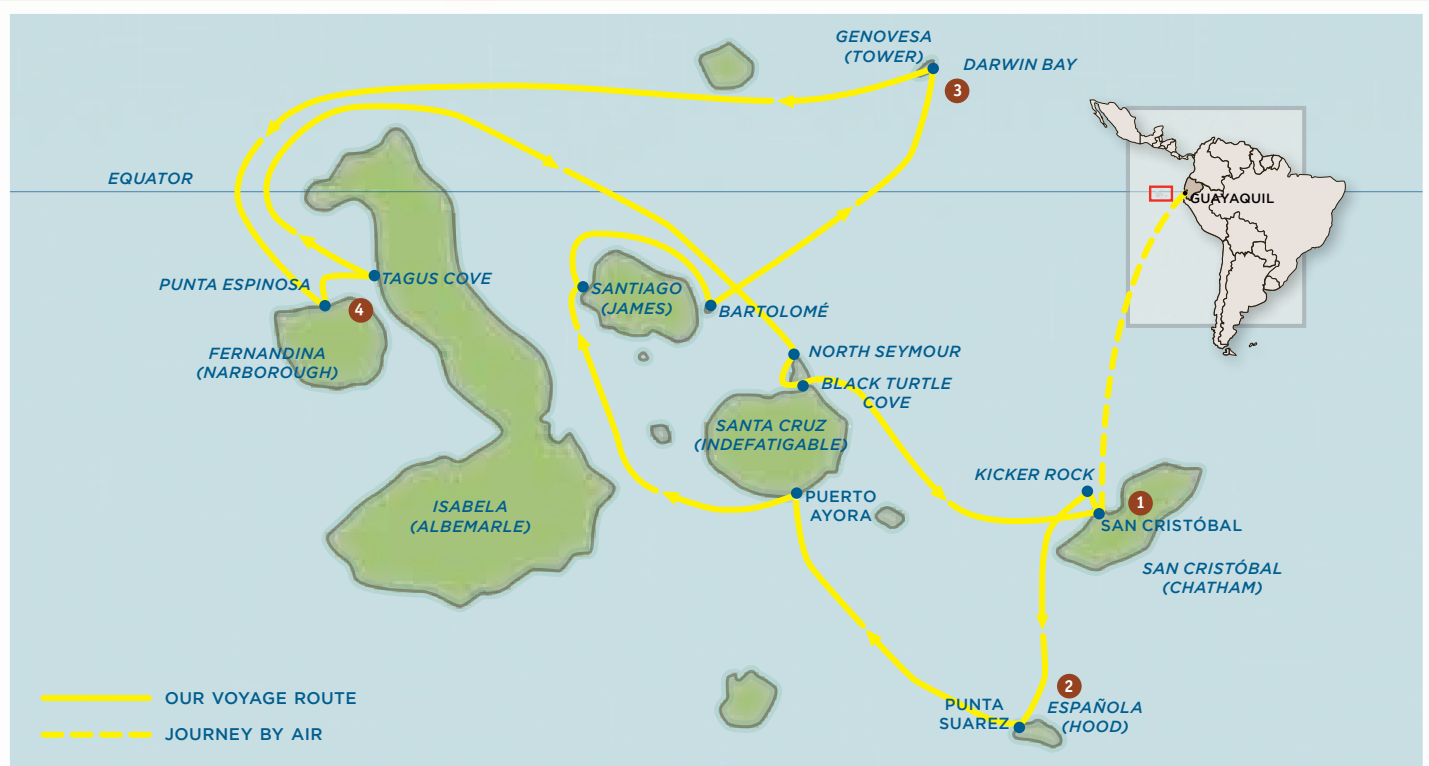 GENOVESA
(TOWER)
DARWIN BAY
3
EQUATOR
GUAYAQUIL
PUNTA ESPINOSA
TAGUS COVE
4
SANTIAGO
(JAMES)
BARTOLOMÉ
FERNANDINA
(NARBOROUGH)
NORTH SEYMOUR
BLACK TURTLE
COVE
SANTA CRUZ
(INDEFATIGABLE)
KICKER ROCK
1
ISABELA
(ALBEMARLE)
PUERTO
AYORA
SAN CRISTÓBAL
SAN CRISTÓBAL
(CHATHAM)
2
PUNTA
SUAREZ
ESPAÑOLA
(HOOD)
OUR VOYAGE ROUTE
JOURNEY BY AIR